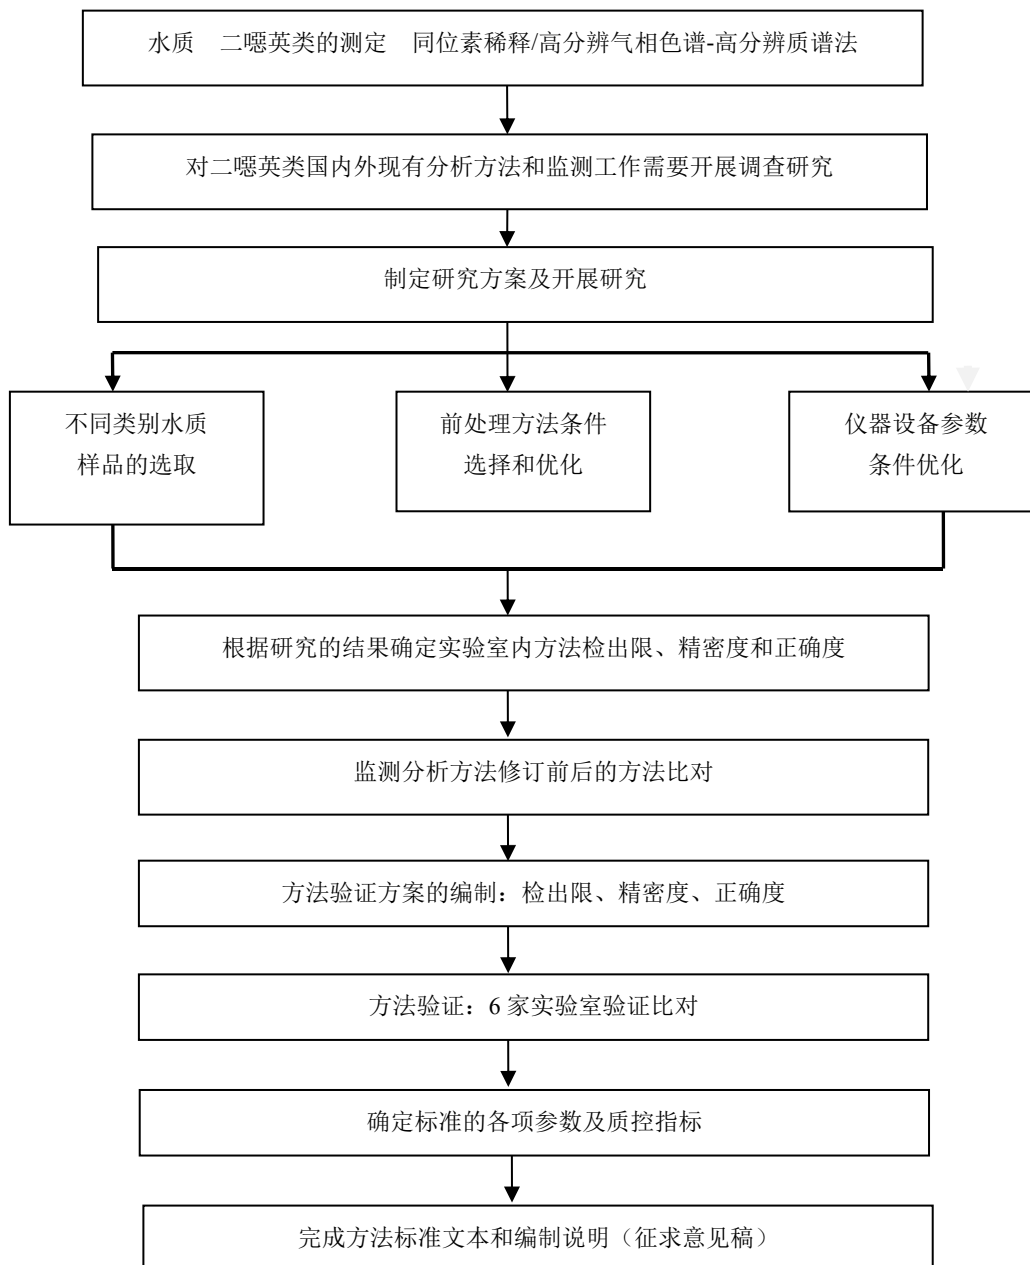 水质　二噁英类的测定　同位素稀释/高分辨气相色谱-高分辨质谱法
对二噁英类国内外现有分析方法和监测工作需要开展调查研究
制定研究方案及开展研究
不同类别水质
样品的选取
前处理方法条件
选择和优化
仪器设备参数
条件优化
根据研究的结果确定实验室内方法检出限、精密度和正确度
监测分析方法修订前后的方法比对
方法验证方案的编制：检出限、精密度、正确度
方法验证：6 家实验室验证比对
确定标准的各项参数及质控指标
完成方法标准文本和编制说明（征求意见稿）